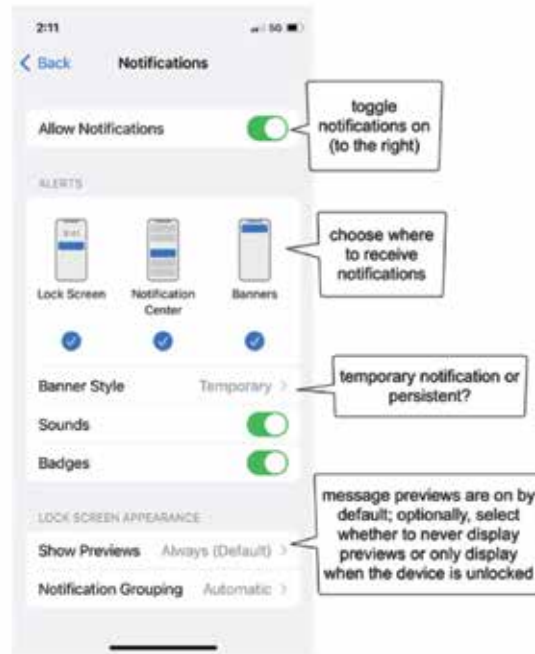 2:11
5G
Back
Notifications
Allow Notifications
toggle
notifications on
(to the right)
ALERTS
9:41
Lock Screen
Notification
Center
Banners
choose where
to receive
notifications
Banner Style
Temporary
temporary notification or
persistent?
Sounds
Badges
LOCK SCREEN APPEARANCE
Show Previews
Always (Default)
Notification Grouping
Automatic
message previews are on by
default; optionally, select
whether to never display
previews or only display
when the device is unlocked